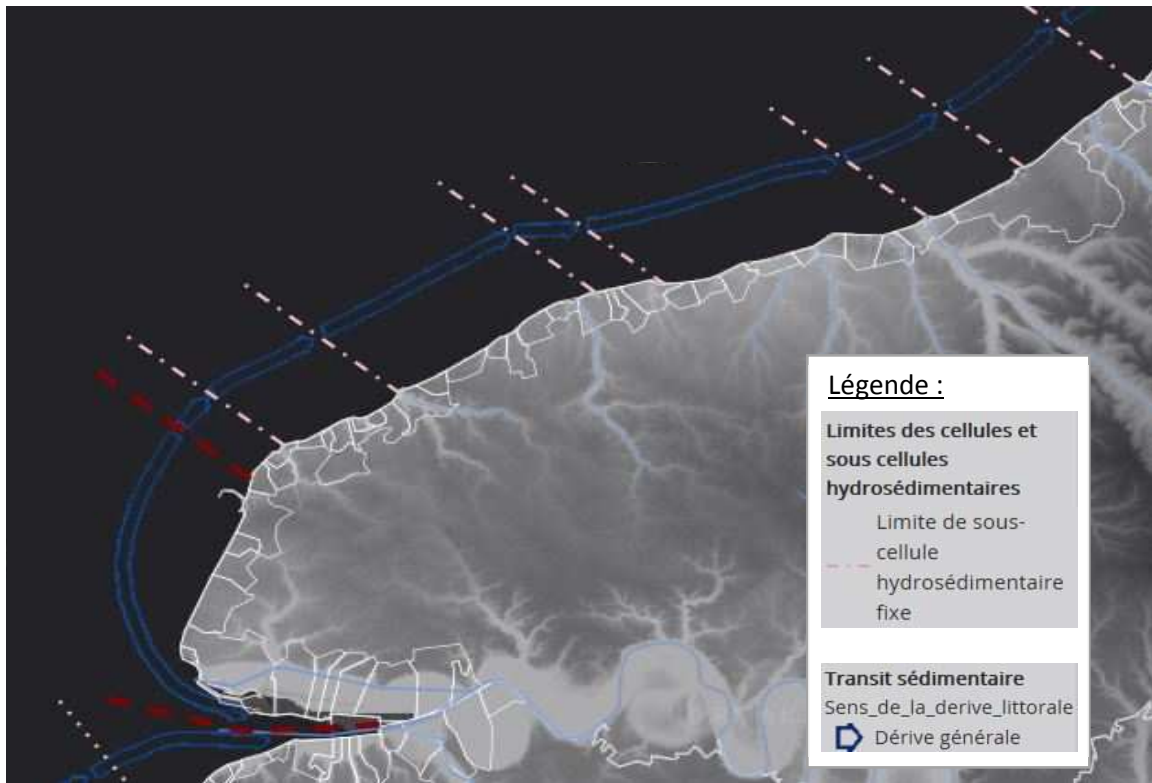 Légende :
Limites des cellules et
sous cellules
hydrosédimentaires
Limite de sous-
cellule
hydrosédimentaire
fixe
Transit sédimentaire
Sens_de_la_derive_littorale
Dérive générale